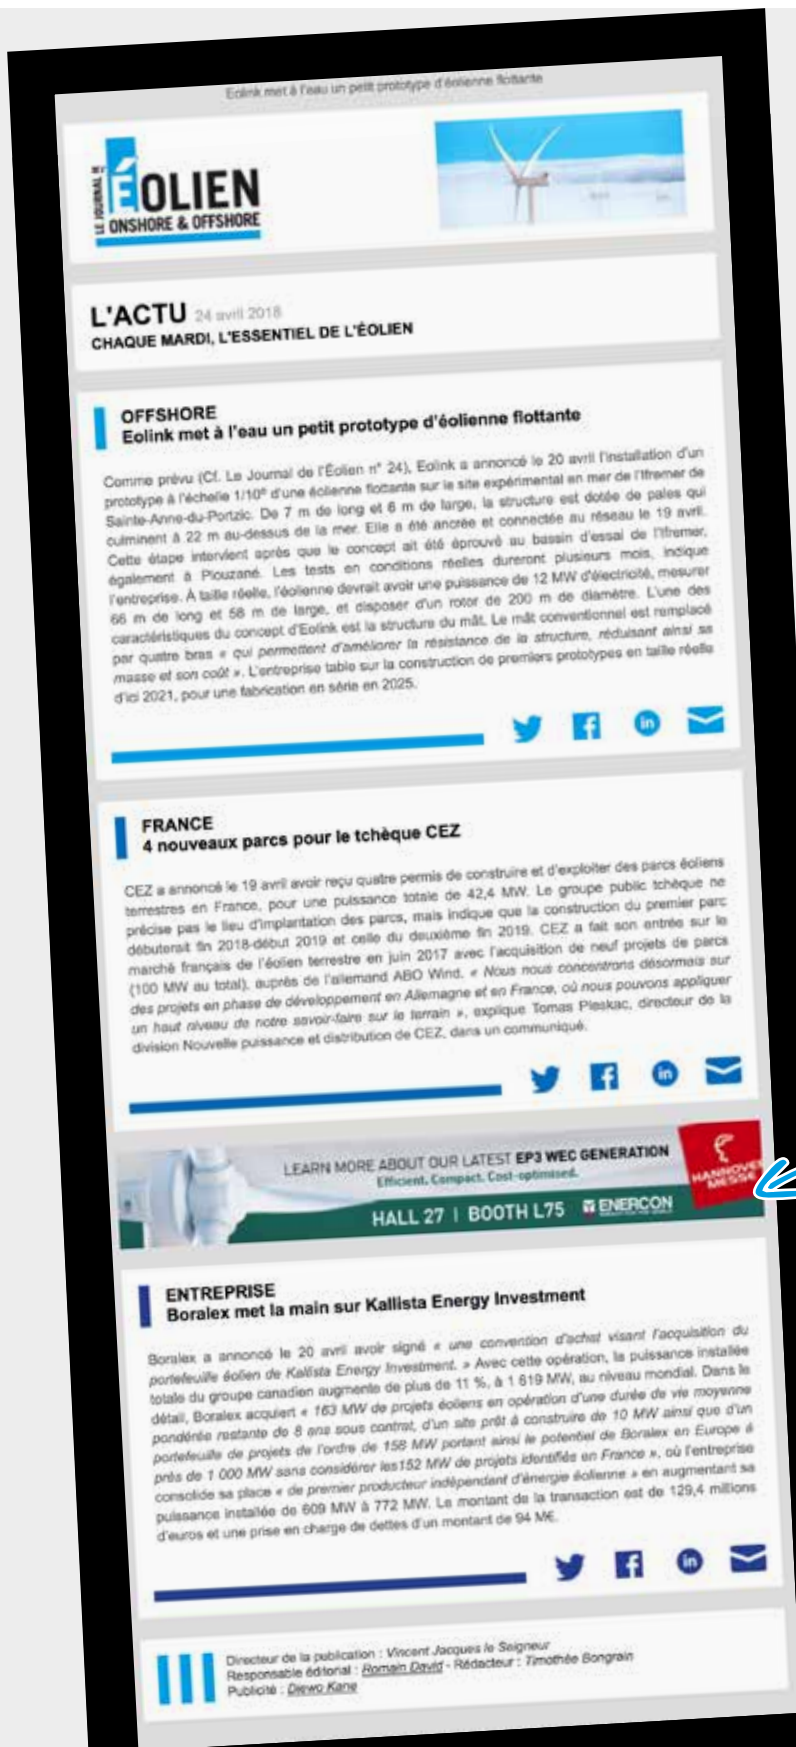 Eolink met à l'eau un petit prototype d'éolienne flottante
LE JOURNAL DE L'
ÉOLIEN
ONSHORE & OFFSHORE
L'ACTU 24 avril 2018
CHAQUE MARDI, L'ESSENTIEL DE L'ÉOLIEN
OFFSHORE
Eolink met à l'eau un petit prototype d'éolienne flottante
Comme prévu (Cf. Le Journal de l'Éolien n° 24), Eolink a annoncé le 20 avril l'installation d'un
prototype à l'échelle 1/10e d'une éolienne flottante sur le site expérimental en mer de l'Ifremer de
Sainte-Anne-du-Portzic. De 7 m de long et 6 m de large, la structure est dotée de pales qui
culminent à 22 m au-dessus de la mer. Elle a été ancrée et connectée au réseau le 19 avril.
Cette étape intervient après que le concept ait été éprouvé au bassin d'essai de l'Ifremer,
également à Plouzané. Les tests en conditions réelles dureront plusieurs mois, indique
l'entreprise. À taille réelle, l'éolienne devrait avoir une puissance de 12 MW d'électricité, mesurer
66 m de long et 58 m de large, et disposer d'un rotor de 200 m de diamètre. L'une des
caractéristiques du concept d'Eolink est la structure du mât. Le mât conventionnel est remplacé
par quatre bras « qui permettent d'améliorer la résistance de la structure, réduisant ainsi sa
masse et son coût ». L'entreprise table sur la construction de premiers prototypes en taille réelle
d'ici 2021, pour une fabrication en série en 2025.
FRANCE
4 nouveaux parcs pour le tchèque CEZ
CEZ a annoncé le 19 avril avoir reçu quatre permis de construire et d'exploiter des parcs éoliens
terrestres en France, pour une puissance totale de 42,4 MW. Le groupe public tchèque ne
précise pas le lieu d'implantation des parcs, mais indique que la construction du premier parc
débuterait fin 2018-début 2019 et celle du deuxième fin 2019. CEZ a fait son entrée sur le
marché français de l'éolien terrestre en juin 2017 avec l'acquisition de neuf projets de parcs
(100 MW au total), auprès de l'allemand ABO Wind. « Nous nous concentrons désormais sur
des projets en phase de développement en Allemagne et en France, où nous pouvons appliquer
un haut niveau de notre savoir-faire sur le terrain », explique Tomas Pleskac, directeur de la
division Nouvelle puissance et distribution de CEZ, dans un communiqué.
LEARN MORE ABOUT OUR LATEST EP3 WEC GENERATION
Efficient. Compact. Cost-optimised.
HALL 27 | BOOTH L75 ENERCON
HANNOVER
MESSE
ENTREPRISE
Boralex met la main sur Kallista Energy Investment
Boralex a annoncé le 20 avril avoir signé « une convention d'achat visant l'acquisition du
portefeuille éolien de Kallista Energy Investment. » Avec cette opération, la puissance installée
totale du groupe canadien augmente de plus de 11 %, à 1 619 MW, au niveau mondial. Dans le
détail, Boralex acquiert « 163 MW de projets éoliens en opération d'une durée de vie moyenne
pondérée restante de 8 ans sous contrat, d'un site prêt à construire de 10 MW ainsi que d'un
portefeuille de projets de l'ordre de 158 MW portant ainsi le potentiel de Boralex en Europe à
près de 1 000 MW sans considérer les152 MW de projets identifiés en France », où l'entreprise
consolide sa place « de premier producteur indépendant d'énergie éolienne » en augmentant sa
puissance installée de 609 MW à 772 MW. Le montant de la transaction est de 129,4 millions
d'euros et une prise en charge de dettes d'un montant de 94 M€.
Directeur de la publication : Vincent Jacques le Seigneur
Responsable éditorial : Romain David - Rédacteur : Timothée Bongrain
Publicité : Djewo Kane